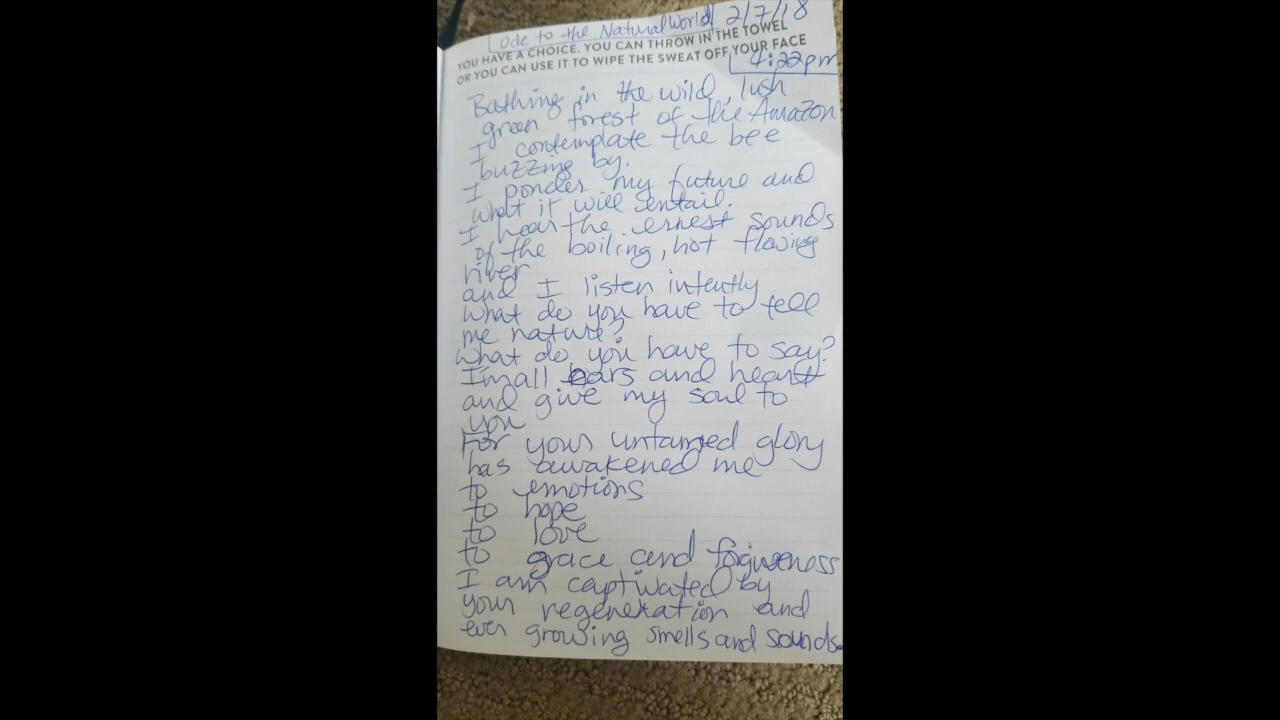 Ode to the Natural World 2/7/18
YOU HAVE A CHOICE. YOU CAN THROW IN THE TOWEL
OR YOU CAN USE IT TO WIPE THE SWEAT OFF YOUR FACE
4:22pm
Bathing in the wild, lush
green forest of the Amazon
I contemplate the bee
buzzing by.
I ponder my future and
what it will entail.
I hear the ernest sounds
of the boiling, hot flowing
river
and I listen intently
What do you have to tell
me nature?
What do you have to say?
I'm all ears and heart
and give my soul to
you
For your untamed glory
has awakened me
to emotions
to hope
to love
to grace and forgiveness
I am captivated by
your regeneration and
ever growing smells and sounds.